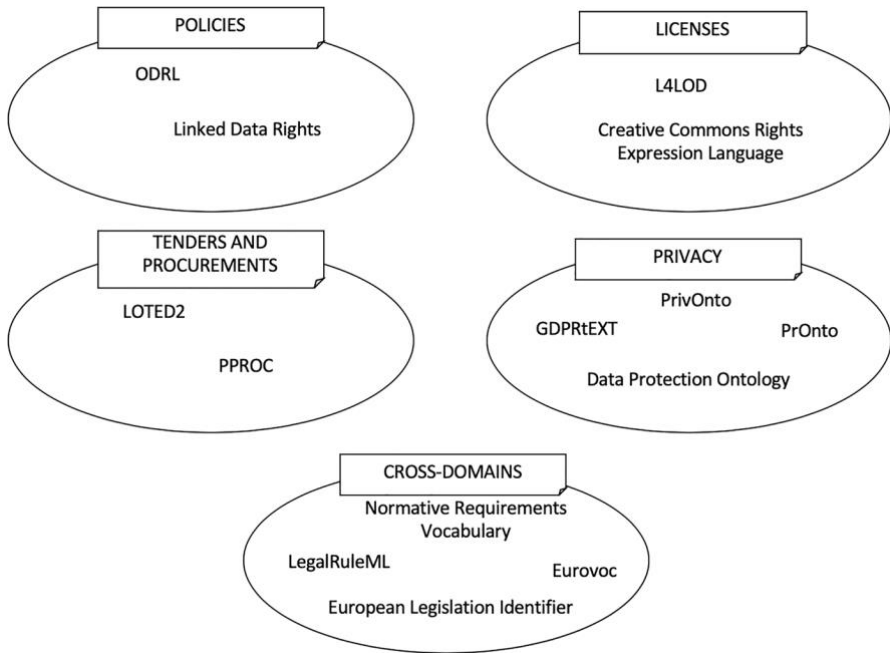 POLICIES
ODRL
Linked Data Rights
LICENSES
L4LOD
Creative Commons Rights
Expression Language
TENDERS AND
PROCUREMENTS
LOTED2
PPROC
PRIVACY
PrivOnto
GDPRtEXT
PrOnto
Data Protection Ontology
CROSS-DOMAINS
Normative Requirements
Vocabulary
LegalRuleML
Eurovoc
European Legislation Identifier